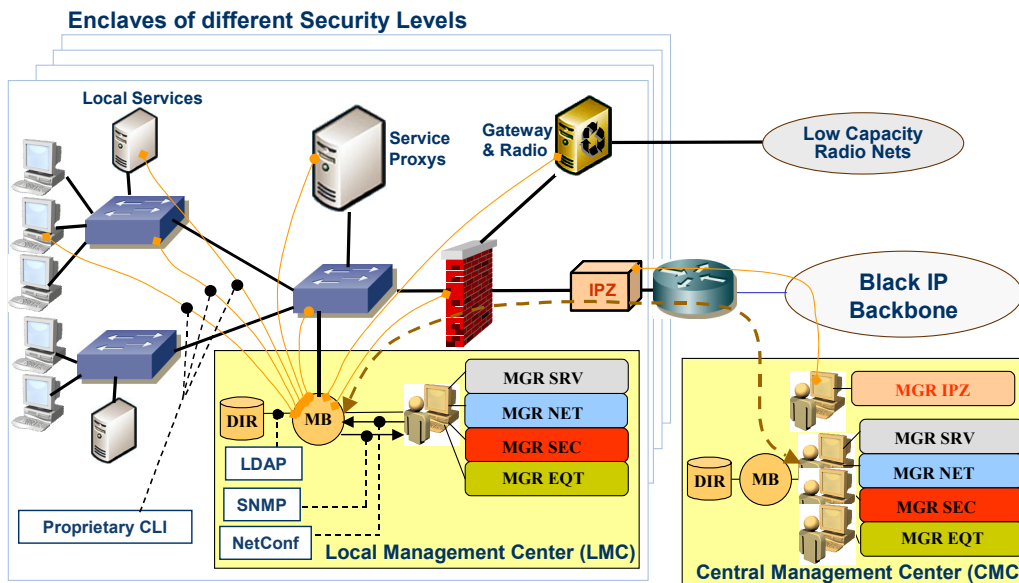 Enclaves of different Security Levels
Local Services
Service
Proxys
Gateway
& Radio
Low Capacity
Radio Nets
IPZ
Black IP
Backbone
MGR SRV
MGR NET
MGR SEC
MGR EQT
DIR
MB
LDAP
SNMP
NetConf
Proprietary CLI
Local Management Center (LMC)
MGR IPZ
MGR SRV
MGR NET
MGR SEC
MGR EQT
DIR
MB
Central Management Center (CMC